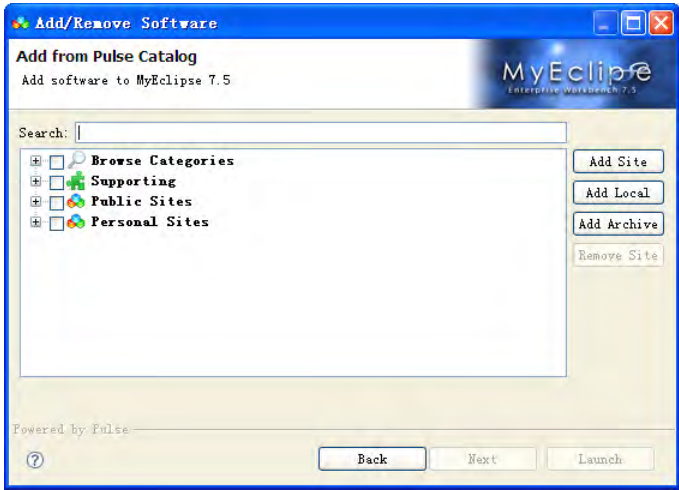 Add/Remove Software
Add from Pulse Catalog
Add software to MyEclipse 7.5
MyEclipse
Enterprise Workbench 7.5
Search:
Browse Categories
Supporting
Public Sites
Personal Sites
Add Site
Add Local
Add Archive
Remove Site
Powered by Pulse
?
Back Next Launch